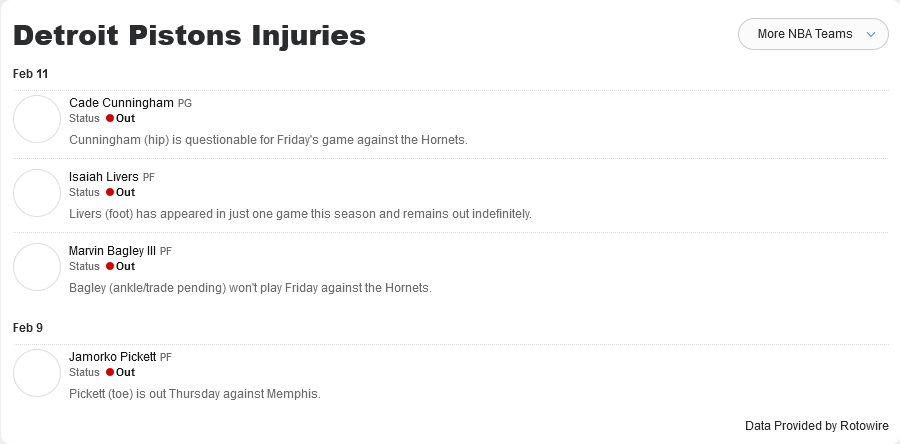 Detroit Pistons Injuries
More NBA Teams
Feb 11
Cade Cunningham PG
Status Out
Cunningham (hip) is questionable for Friday's game against the Hornets.
Isaiah Livers PF
Status Out
Livers (foot) has appeared in just one game this season and remains out indefinitely.
Marvin Bagley III PF
Status Out
Bagley (ankle/trade pending) won't play Friday against the Hornets.
Feb 9
Jamorko Pickett PF
Status Out
Pickett (toe) is out Thursday against Memphis.
Data Provided by Rotowire